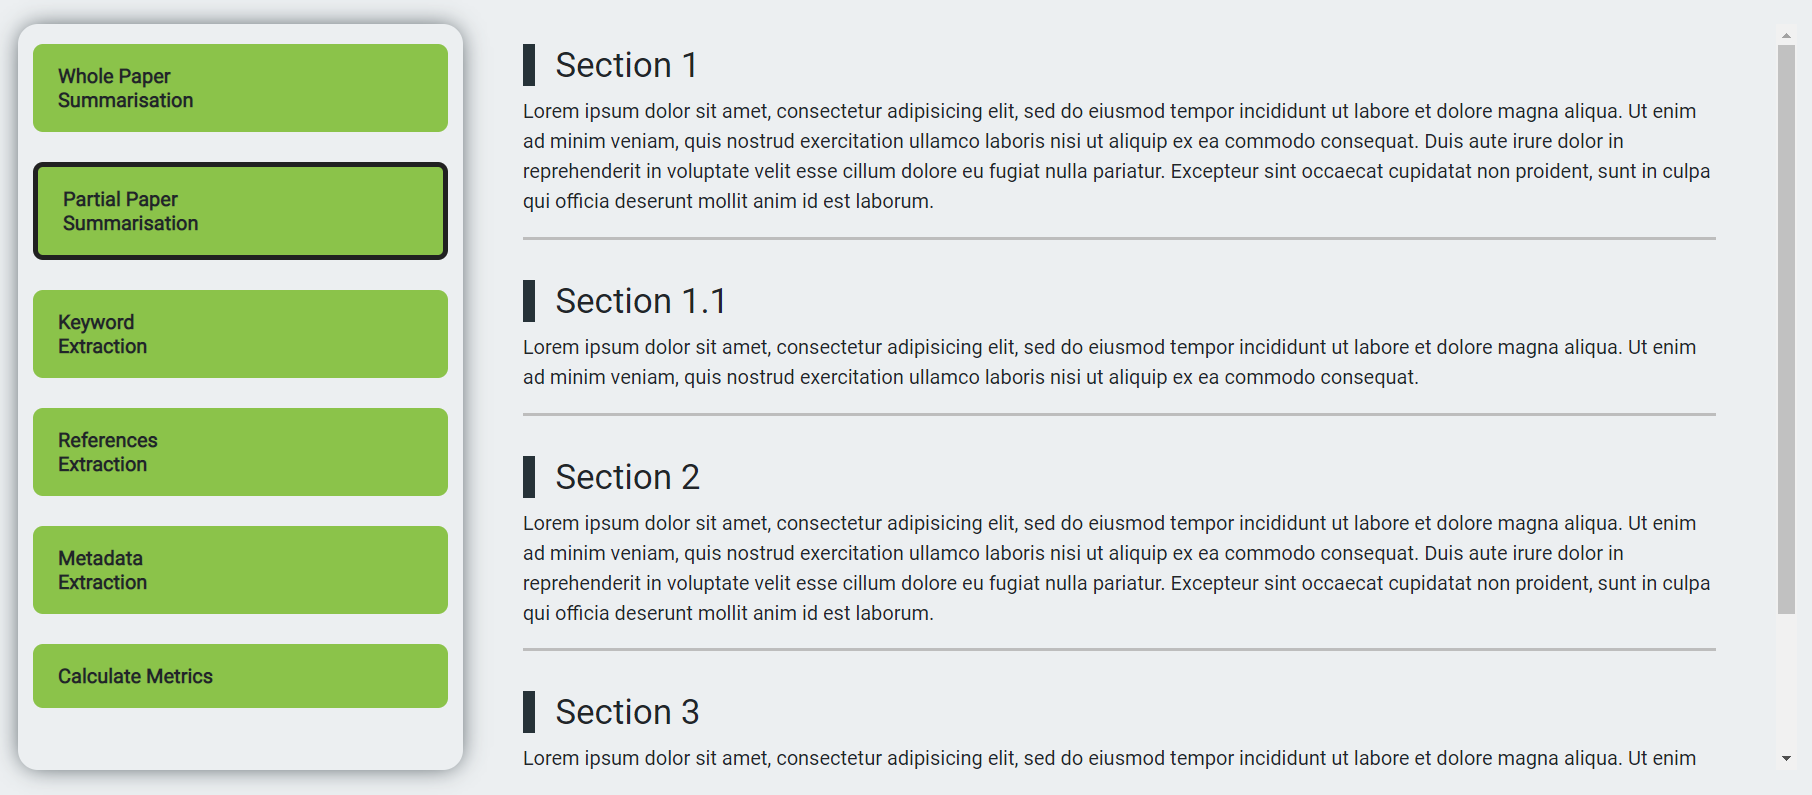 Whole Paper
Summarisation
Partial Paper
Summarisation
Keyword
Extraction
References
Extraction
Metadata
Extraction
Calculate Metrics
Section 1
Lorem ipsum dolor sit amet, consectetur adipisicing elit, sed do eiusmod tempor incididunt ut labore et dolore magna aliqua. Ut enim
ad minim veniam, quis nostrud exercitation ullamco laboris nisi ut aliquip ex ea commodo consequat. Duis aute irure dolor in
reprehenderit in voluptate velit esse cillum dolore eu fugiat nulla pariatur. Excepteur sint occaecat cupidatat non proident, sunt in culpa
qui officia deserunt mollit anim id est laborum.
Section 1.1
Lorem ipsum dolor sit amet, consectetur adipisicing elit, sed do eiusmod tempor incididunt ut labore et dolore magna aliqua. Ut enim
ad minim veniam, quis nostrud exercitation ullamco laboris nisi ut aliquip ex ea commodo consequat.
Section 2
Lorem ipsum dolor sit amet, consectetur adipisicing elit, sed do eiusmod tempor incididunt ut labore et dolore magna aliqua. Ut enim
ad minim veniam, quis nostrud exercitation ullamco laboris nisi ut aliquip ex ea commodo consequat. Duis aute irure dolor in
reprehenderit in voluptate velit esse cillum dolore eu fugiat nulla pariatur. Excepteur sint occaecat cupidatat non proident, sunt in culpa
qui officia deserunt mollit anim id est laborum.
Section 3
Lorem ipsum dolor sit amet, consectetur adipisicing elit, sed do eiusmod tempor incididunt ut labore et dolore magna aliqua. Ut enim